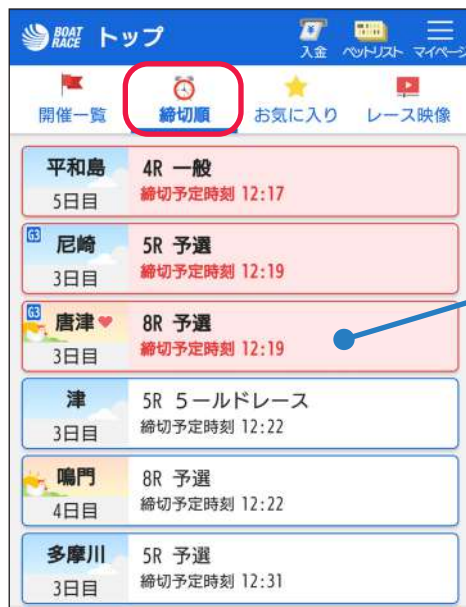 BOAT RACE トップ
入金 ベットリスト マイページ
開催一覧 締切順 お気に入り レース映像
平和島 4R 一般
5日目 締切予定時刻 12:17
G3 尼崎 5R 予選
3日目 締切予定時刻 12:19
G3 唐津 8R 予選
3日目 締切予定時刻 12:19
津 5R 5ールドレース
3日目 締切予定時刻 12:22
鳴門 8R 予選
4日目 締切予定時刻 12:22
多摩川 5R 予選
3日目 締切予定時刻 12:31